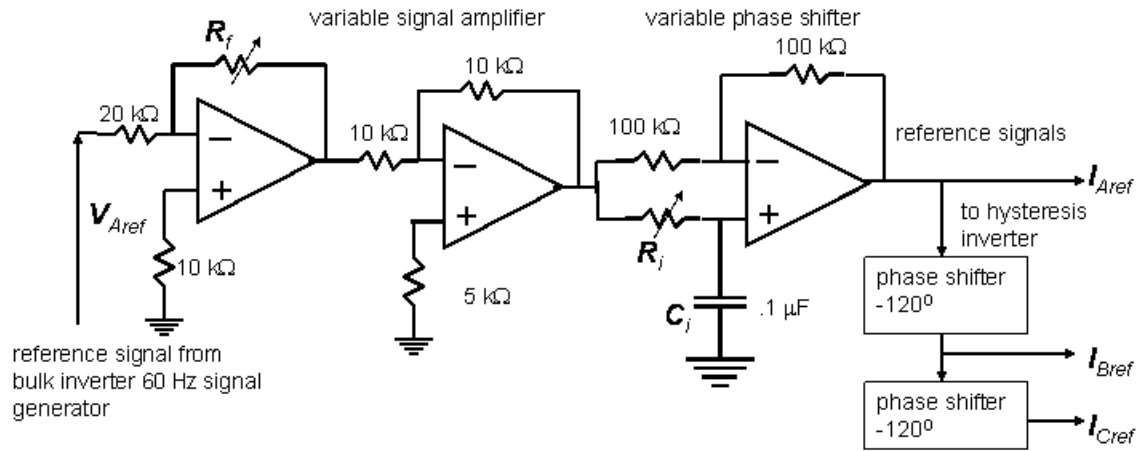 variable signal amplifier
variable phase shifter
R_f
100 kΩ
10 kΩ
20 kΩ
10 kΩ
100 kΩ
reference signals
V_Aref
I_Aref
to hysteresis
inverter
R_i
10 kΩ
5 kΩ
C_i
.1 μF
phase shifter
-120º
reference signal from
bulk inverter 60 Hz signal
generator
I_Bref
phase shifter
-120º
I_Cref